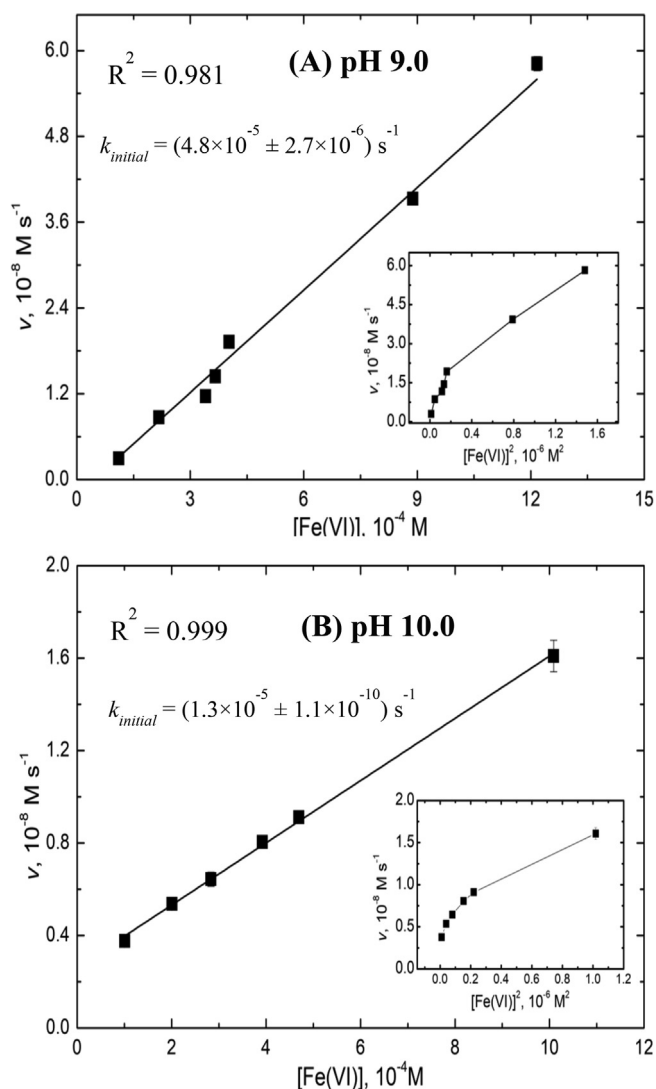 (A) pH 9.0
R² = 0.981
k_initial = (4.8×10⁻⁵ ± 2.7×10⁻⁶) s⁻¹
ν, 10⁻⁸ M s⁻¹
6.0
4.8
3.6
2.4
1.2
0.0
0 3 6 9 12 15
[Fe(VI)], 10⁻⁴ M
ν, 10⁻⁸ M s⁻¹
6.0
4.5
3.0
1.5
0.0
0.0 0.4 0.8 1.2 1.6
[Fe(VI)]², 10⁻⁶ M²
(B) pH 10.0
R² = 0.999
k_initial = (1.3×10⁻⁵ ± 1.1×10⁻¹⁰) s⁻¹
ν, 10⁻⁸ M s⁻¹
2.0
1.6
1.2
0.8
0.4
0.0
0 2 4 6 8 10 12
[Fe(VI)], 10⁻⁴M
ν, 10⁻⁸ M s⁻¹
2.0
1.5
1.0
0.5
0.0
0.0 0.2 0.4 0.6 0.8 1.0 1.2
[Fe(VI)]², 10⁻⁶ M²